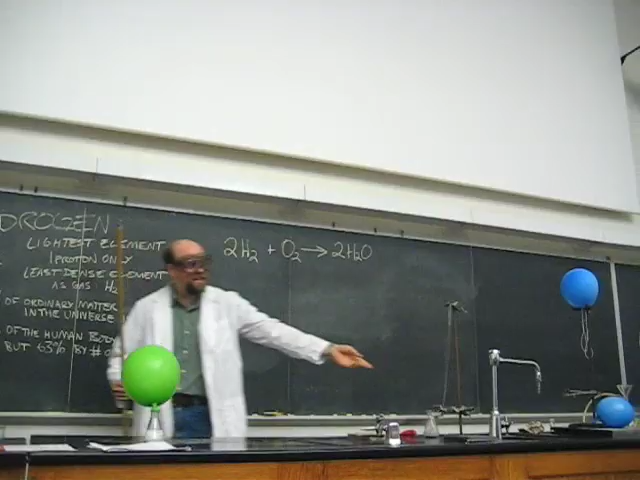 DROGEN
LIGHTEST ELEMENT
1 PROTON ONLY
LEAST DENSE ELEMENT
AS GAS H₂
OF ORDINARY MATTER
IN THE UNIVERSE
OF THE HUMAN BODY
BUT 63% BY #
2H₂ + O₂ → 2H₂O